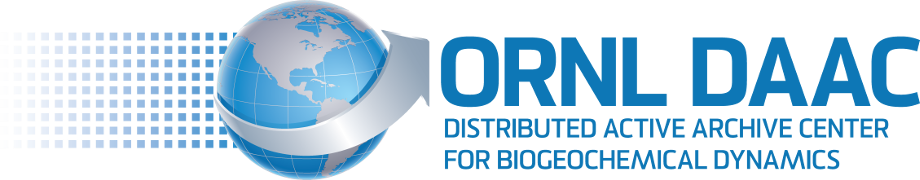 ORNL DAAC
DISTRIBUTED ACTIVE ARCHIVE CENTER
FOR BIOGEOCHEMICAL DYNAMICS